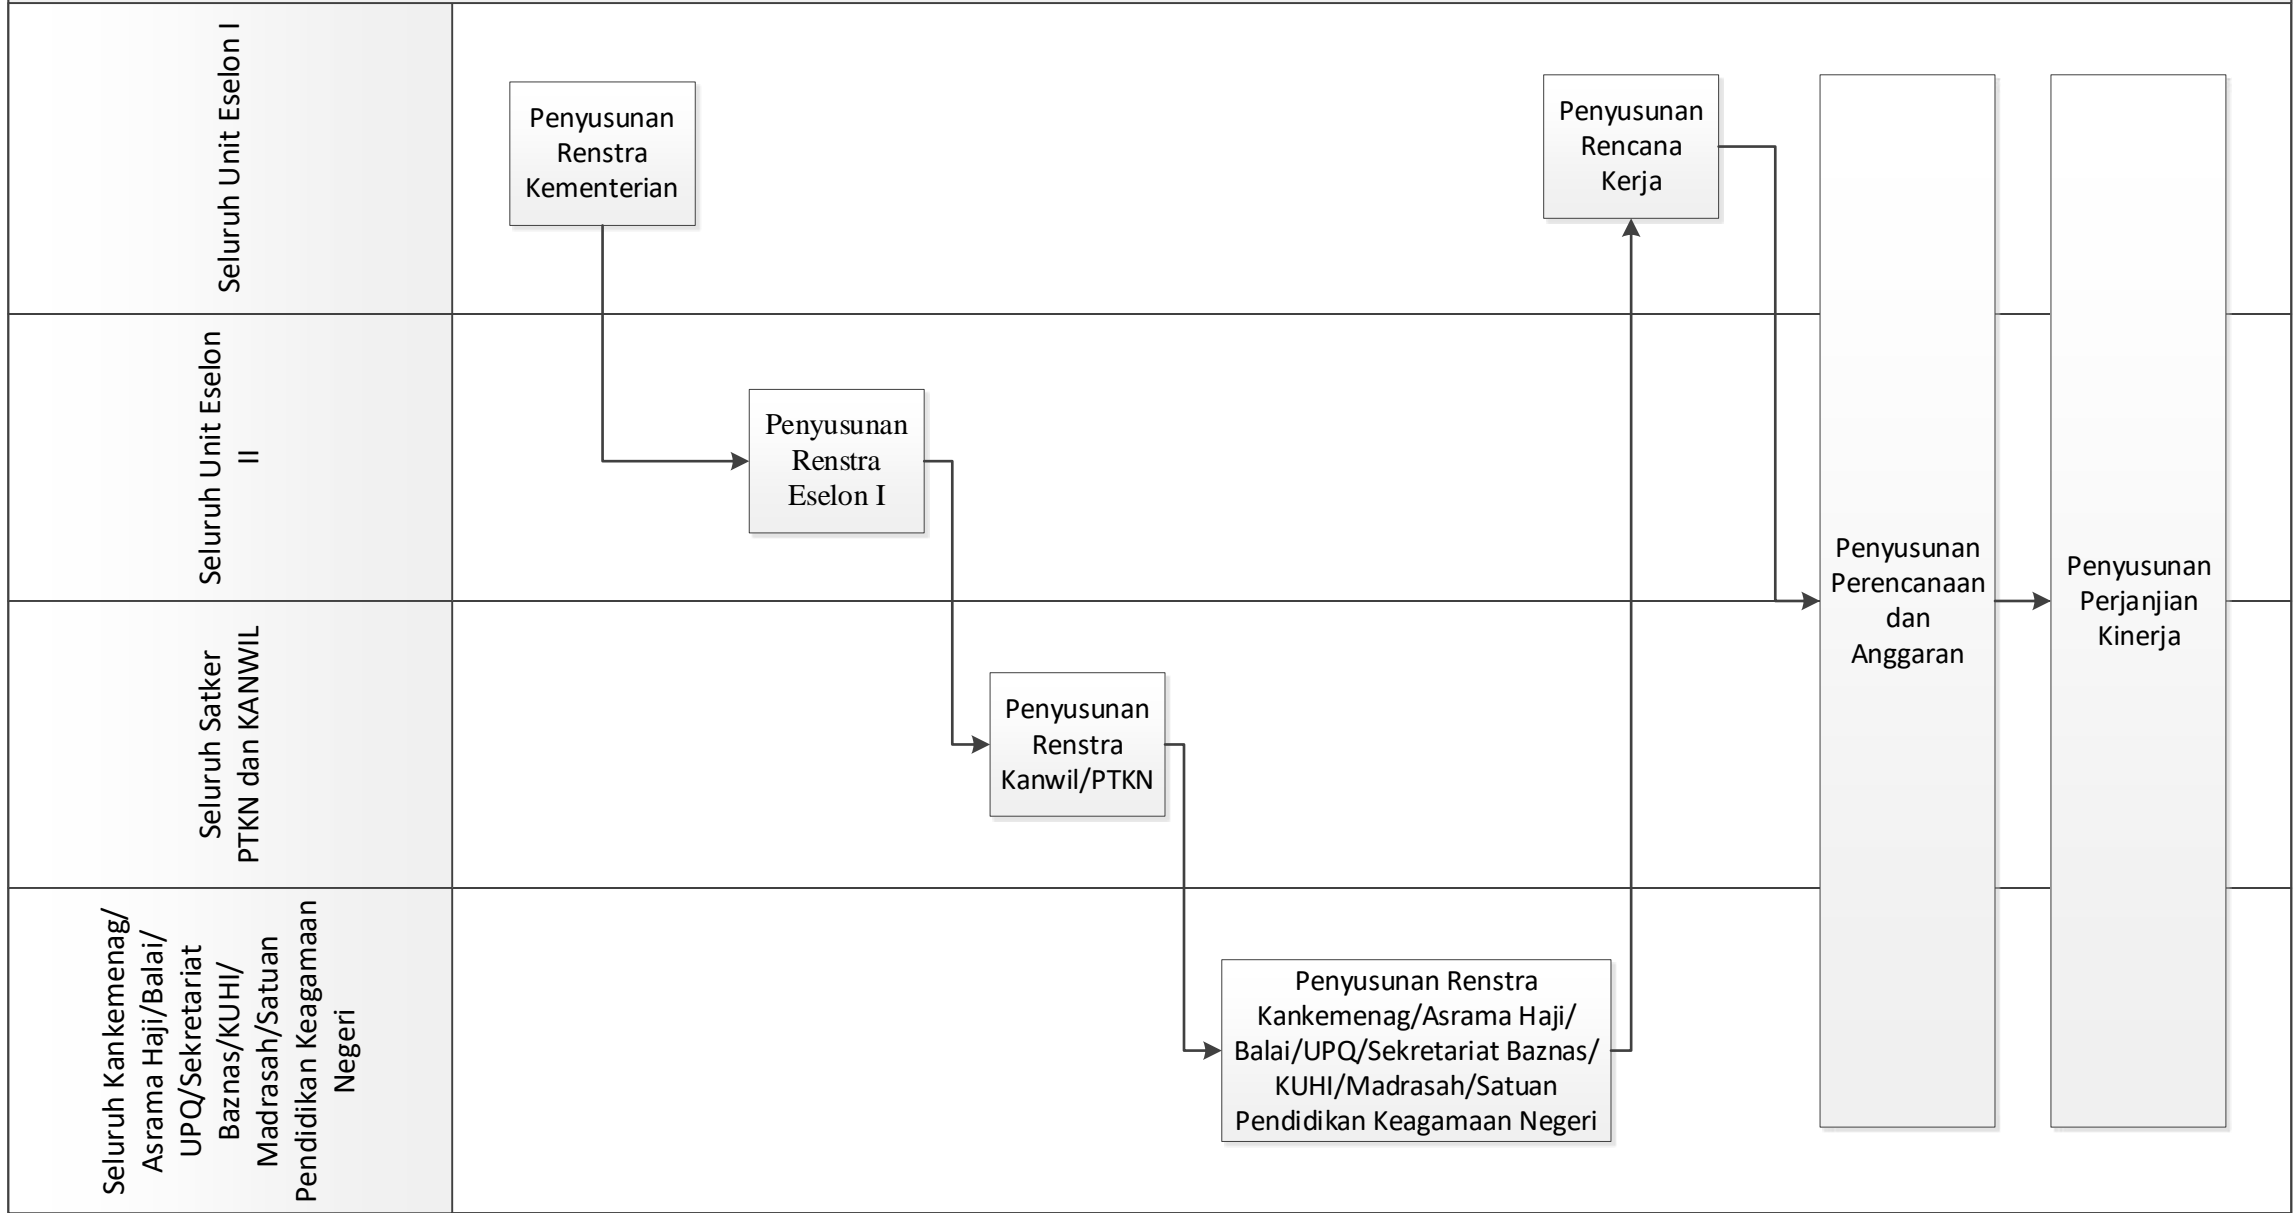 Seluruh Unit Eselon I
Penyusunan
Renstra
Kementerian
Penyusunan
Rencana
Kerja
Seluruh Unit Eselon
II
Penyusunan
Renstra
Eselon I
Seluruh Satker
PTKN dan KANWIL
Penyusunan
Renstra
Kanwil/PTKN
Seluruh Kankemenag/
Asrama Haji/Balai/
UPQ/Sekretariat
Baznas/KUHI/
Madrasah/Satuan
Pendidikan Keagamaan
Negeri
Penyusunan Renstra
Kankemenag/Asrama Haji/
Balai/UPQ/Sekretariat Baznas/
KUHI/Madrasah/Satuan
Pendidikan Keagamaan Negeri
Penyusunan
Perencanaan
dan
Anggaran
Penyusunan
Perjanjian
Kinerja